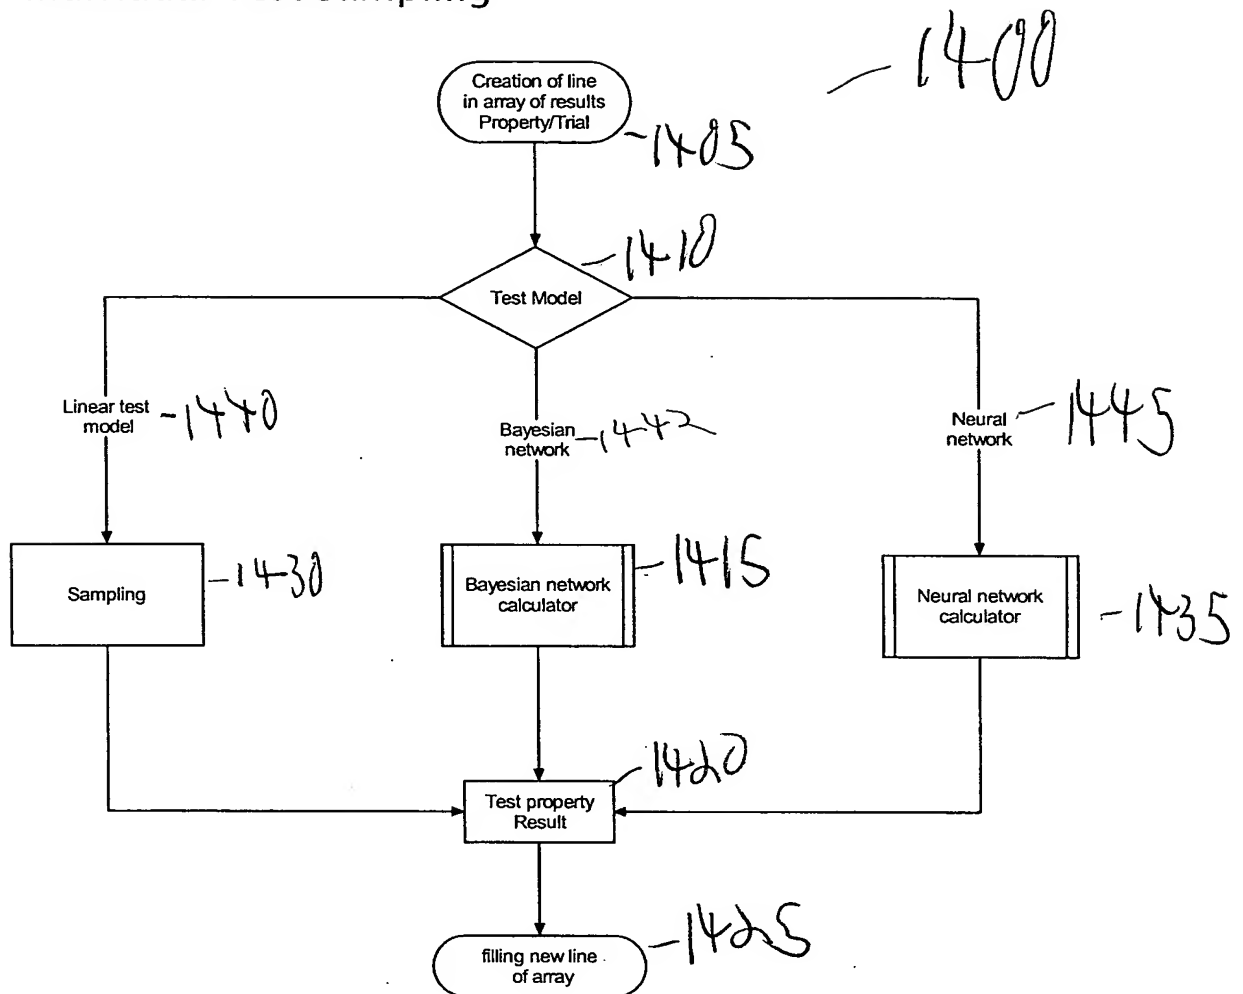 1400
Creation of line
in array of results
Property/Trial
1405
1410
Test Model
Linear test
model
1440
Bayesian
network
1442
Neural
network
1445
Sampling
1430
Bayesian network
calculator
1415
Neural network
calculator
1435
1420
Test property
Result
1425
filling new line
of array